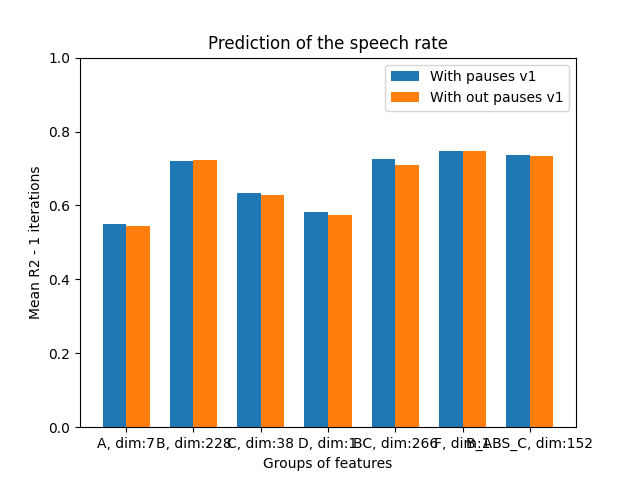 Prediction of the speech rate
With pauses v1
With out pauses v1
Mean R2 - 1 iterations
1.0
0.8
0.6
0.4
0.2
0.0
A, dim:7
B, dim:228
C, dim:38
D, dim:1
BC, dim:266
F, dim:1
B_ABS_C, dim:152
Groups of features